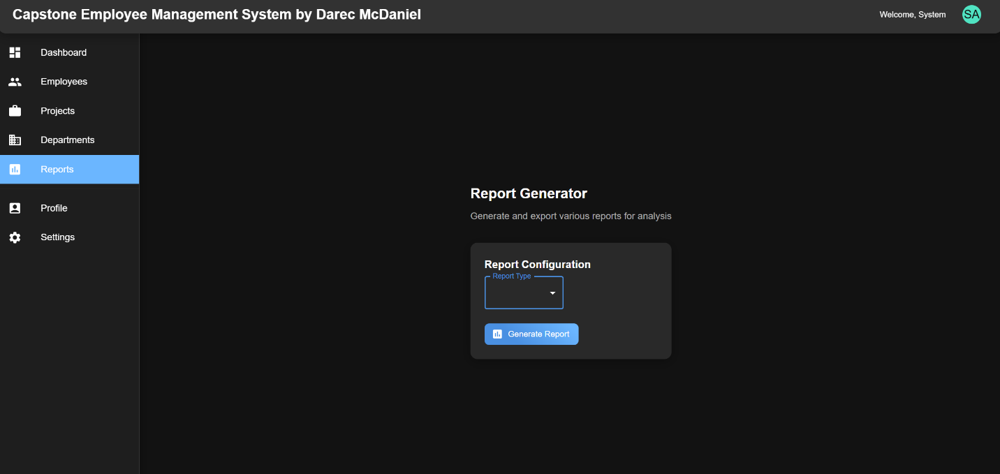 Capstone Employee Management System by Darec McDaniel
Welcome, System
SA
Dashboard
Employees
Projects
Departments
Reports
Profile
Settings
Report Generator
Generate and export various reports for analysis
Report Configuration
Report Type
Generate Report